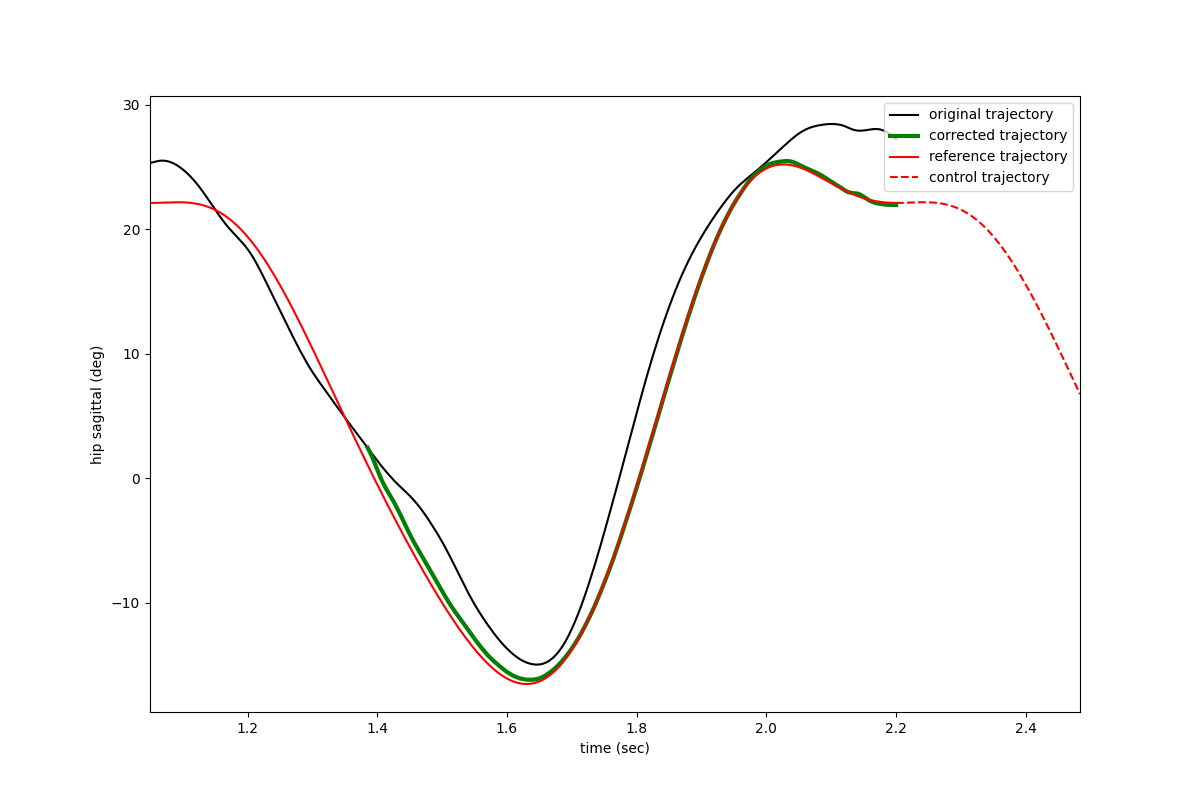 30
20
10
0
−10
1.2
1.4
1.6
1.8
2.0
2.2
2.4
hip sagittal (deg)
time (sec)
original trajectory
corrected trajectory
reference trajectory
control trajectory